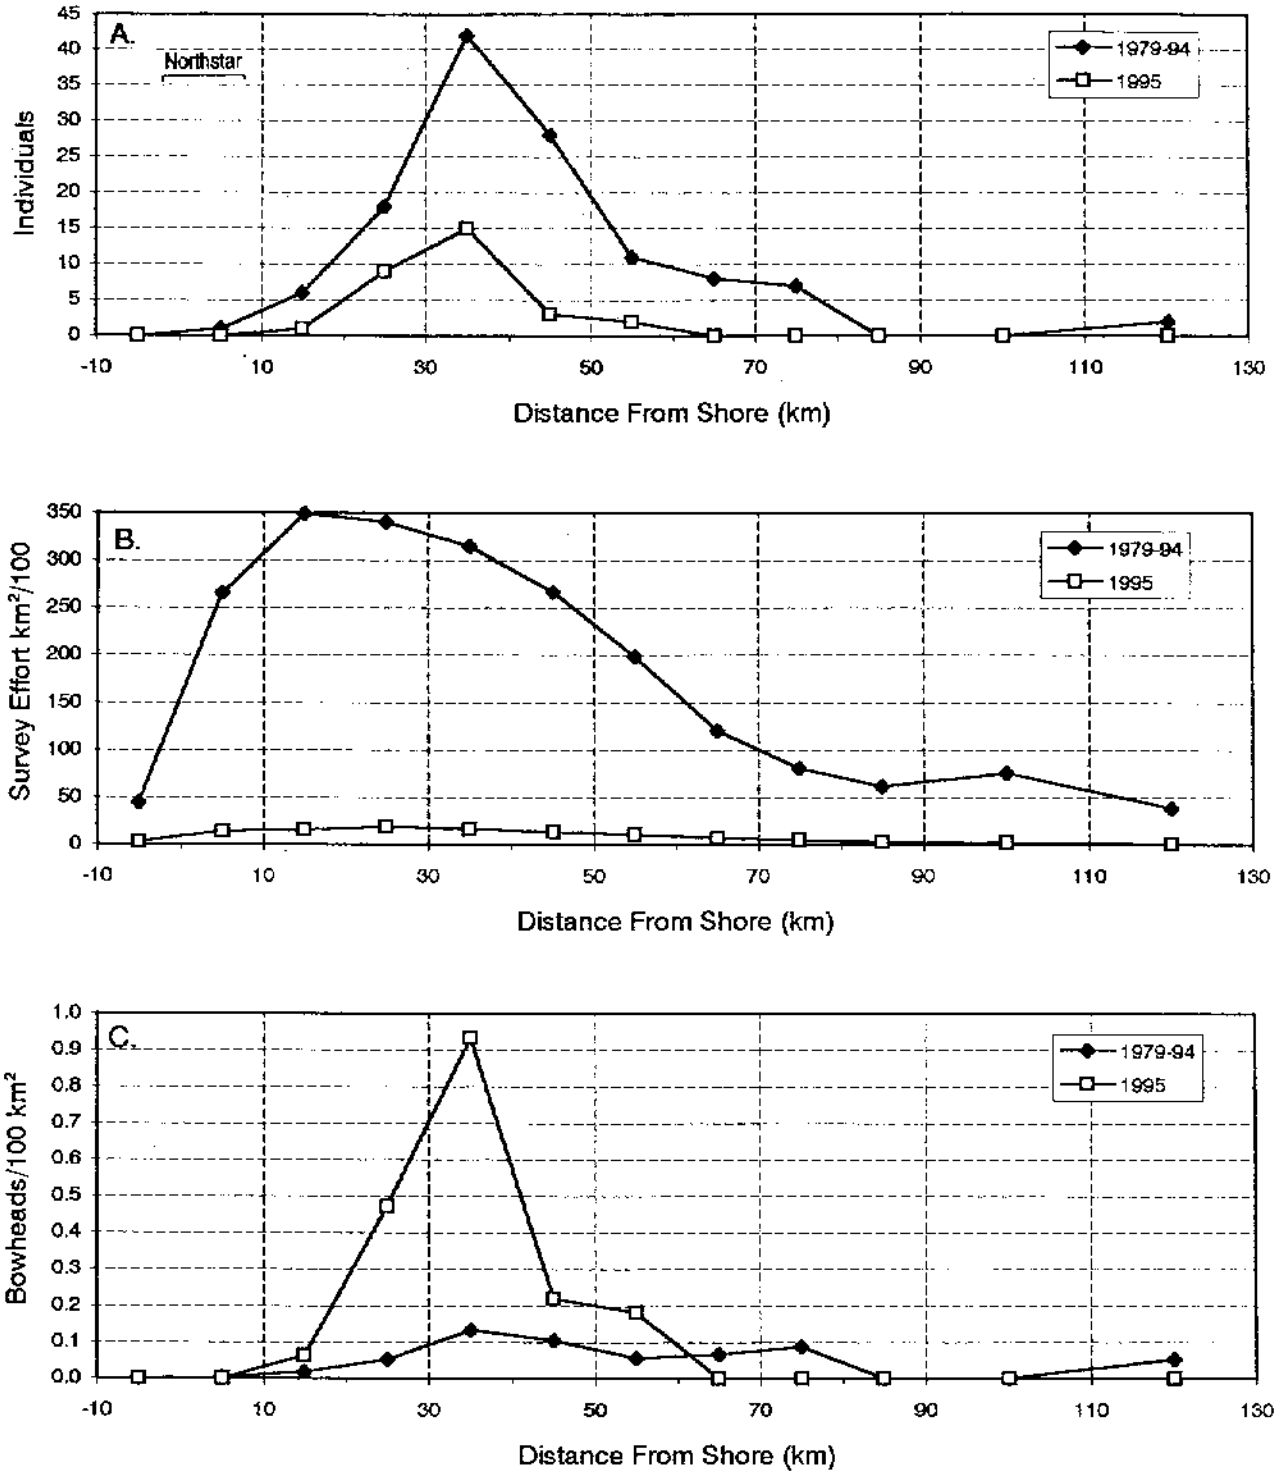 A.
Northstar
1979-94
1995
45
40
35
30
25
20
15
10
5
0
Individuals
-10 10 30 50 70 90 110 130
Distance From Shore (km)
B.
1979-94
1995
350
300
250
200
150
100
50
0
Survey Effort km²/100
-10 10 30 50 70 90 110 130
Distance From Shore (km)
C.
1979-94
1995
1.0
0.9
0.8
0.7
0.6
0.5
0.4
0.3
0.2
0.1
0.0
Bowheads/100 km²
-10 10 30 50 70 90 110 130
Distance From Shore (km)